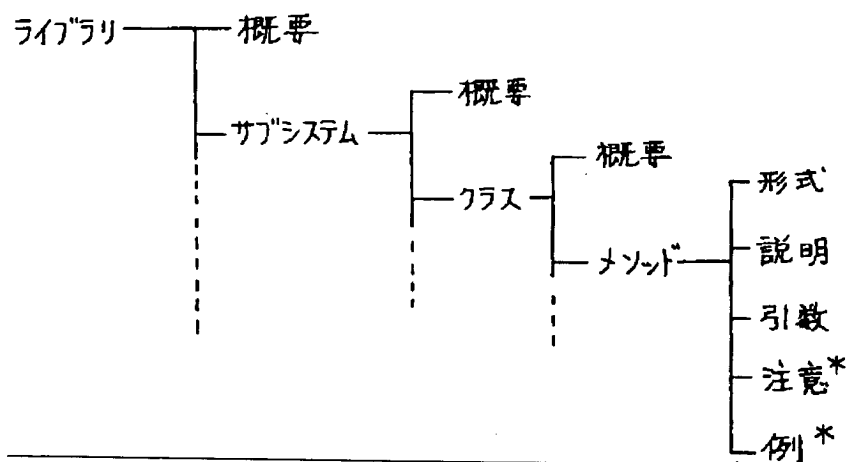 ライブラリ 概要
概要
サブシステム
概要
クラス
形式
メソッド
説明
引数
注意*
例*